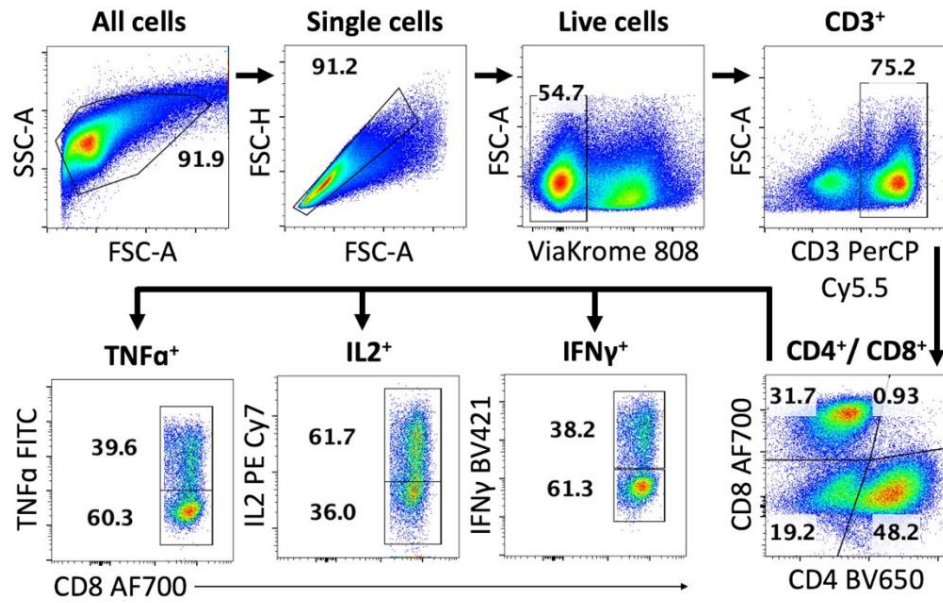 All cells
Single cells
Live cells
CD3⁺
SSC-A
91.9
FSC-A
91.2
FSC-H
FSC-A
54.7
FSC-A
ViaKrome 808
75.2
FSC-A
CD3 PerCP
Cy5.5
TNFα⁺
IL2⁺
IFNγ⁺
CD4⁺/ CD8⁺
TNFα FITC
39.6
60.3
IL2 PE Cy7
61.7
36.0
IFNγ BV421
38.2
61.3
CD8 AF700
31.7
0.93
19.2
48.2
CD8 AF700
CD4 BV650